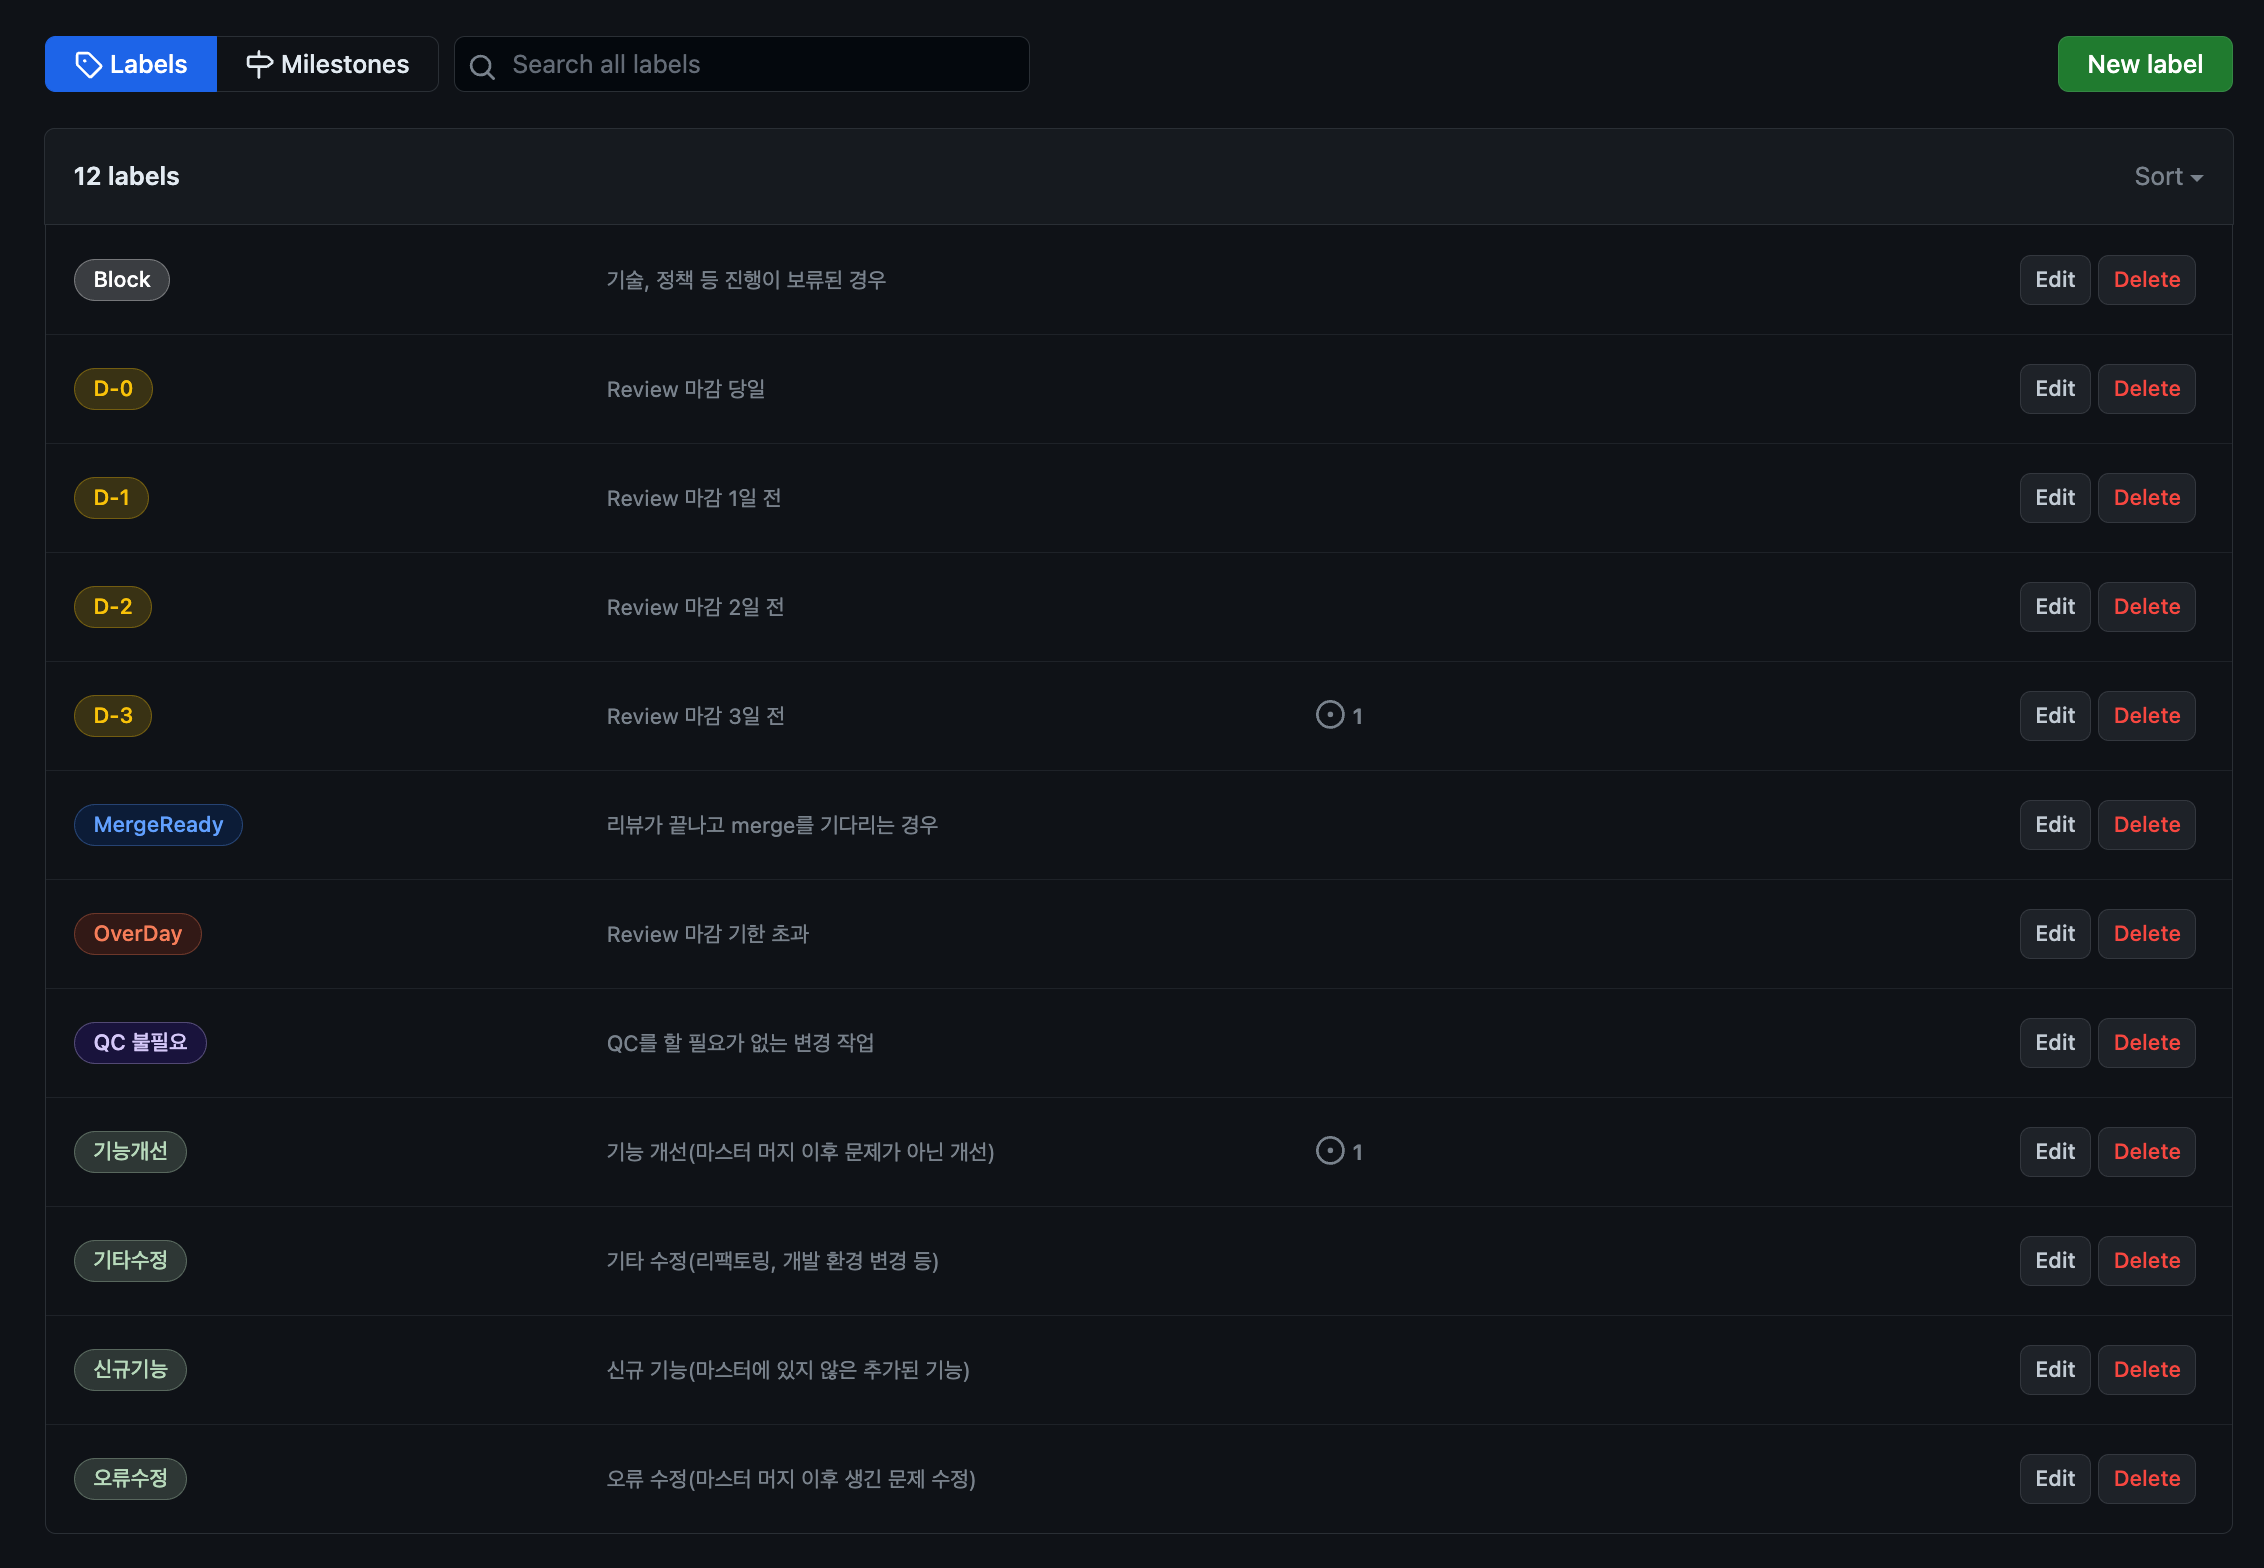 Labels Milestones Search all labels New label
12 labels Sort
Block 기술, 정책 등 진행이 보류된 경우 Edit Delete
D-0 Review 마감 당일 Edit Delete
D-1 Review 마감 1일 전 Edit Delete
D-2 Review 마감 2일 전 Edit Delete
D-3 Review 마감 3일 전 1 Edit Delete
MergeReady 리뷰가 끝나고 merge를 기다리는 경우 Edit Delete
OverDay Review 마감 기한 초과 Edit Delete
QC 불필요 QC를 할 필요가 없는 변경 작업 Edit Delete
기능개선 기능 개선(마스터 머지 이후 문제가 아닌 개선) 1 Edit Delete
기타수정 기타 수정(리팩토링, 개발 환경 변경 등) Edit Delete
신규기능 신규 기능(마스터에 있지 않은 추가된 기능) Edit Delete
오류수정 오류 수정(마스터 머지 이후 생긴 문제 수정) Edit Delete